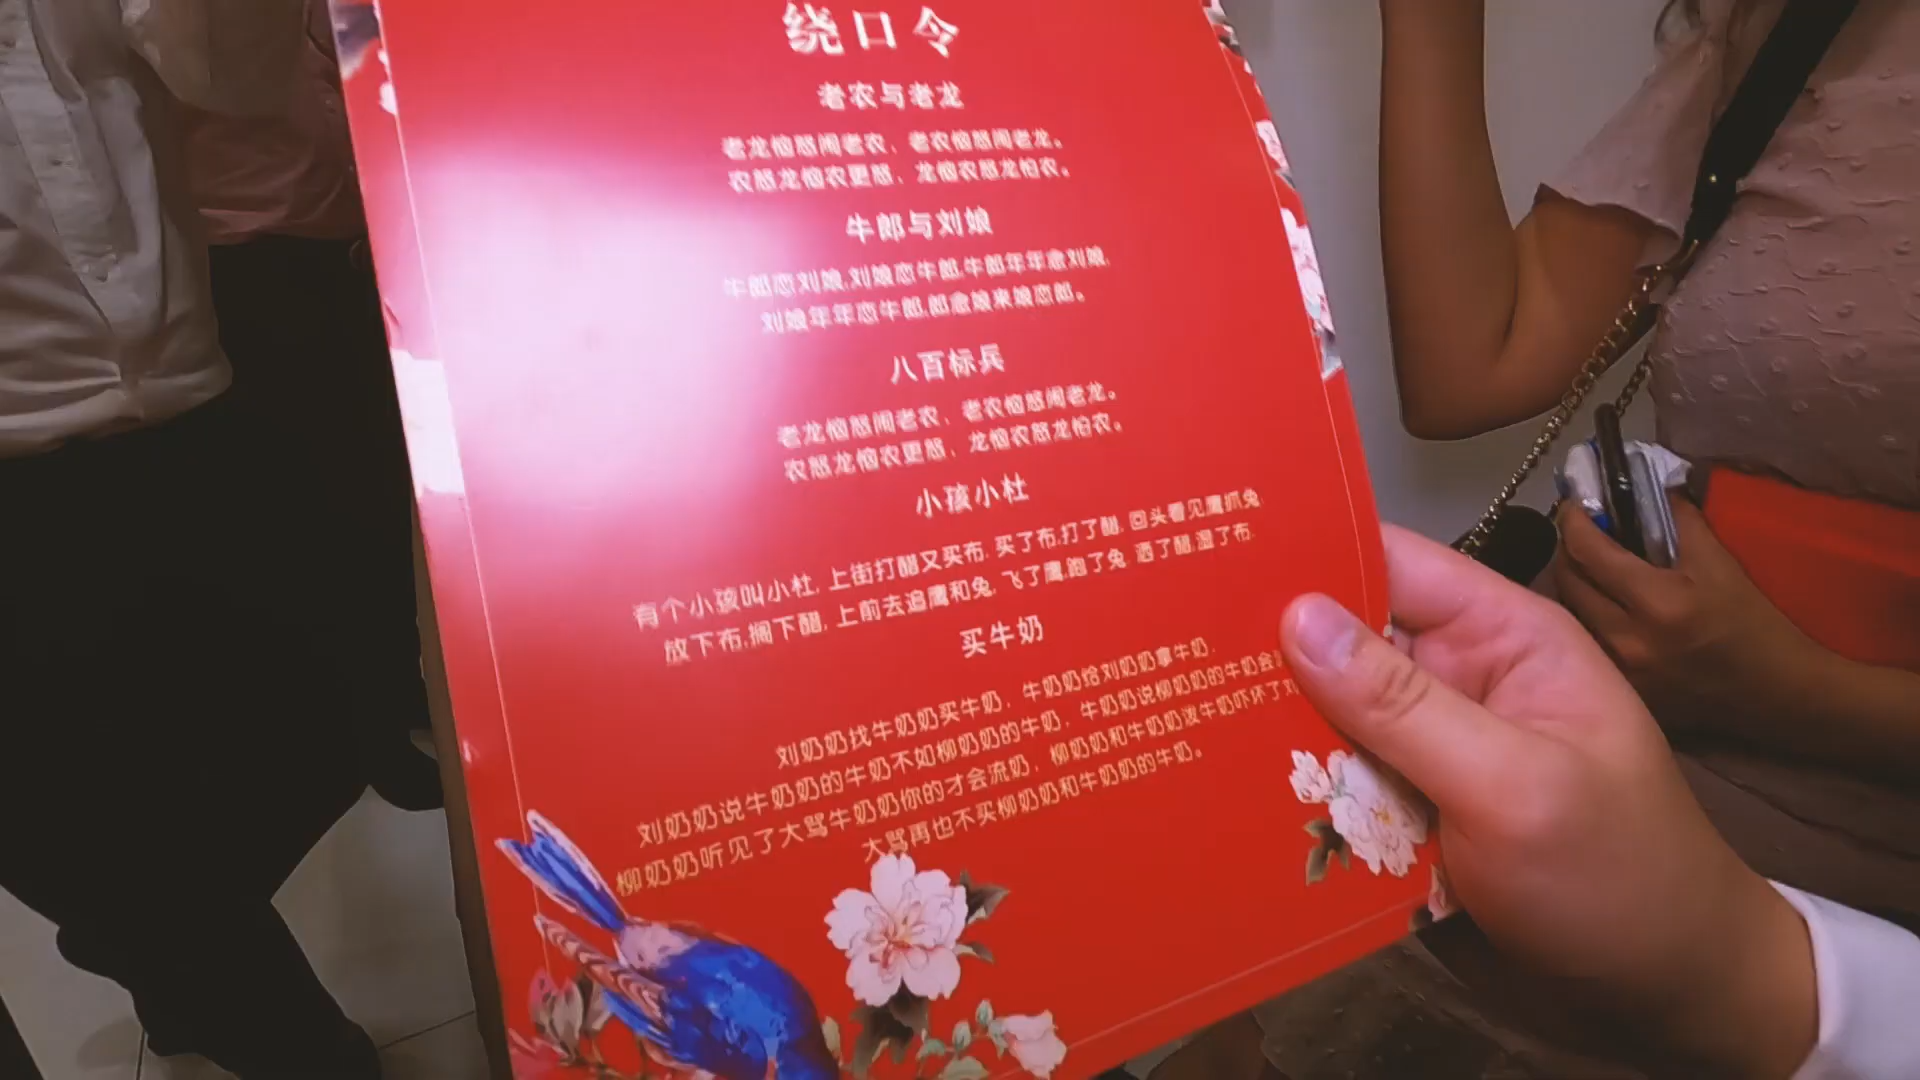 绕口令
老农与老龙
老龙恼怒闹老农、老农恼怒闹老龙。
农怒龙恼农更怒、龙恼农怒龙怕农。
牛郎与刘娘
牛郎恋刘娘,刘娘恋牛郎,牛郎年年念刘娘,
刘娘年年恋牛郎,郎念娘来娘恋郎。
八百标兵
老龙恼怒闹老农、老农恼怒闹老龙。
农怒龙恼农更怒、龙恼农怒龙怕农。
小孩小杜
有个小孩叫小杜, 上街打醋又买布, 买了布,打了醋, 回头看见鹰抓兔,
放下布,搁下醋, 上前去追鹰和兔, 飞了鹰,跑了兔 洒了醋,湿了布.
买牛奶
刘奶奶找牛奶奶买牛奶, 牛奶奶给刘奶奶拿牛奶,
刘奶奶说牛奶奶的牛奶不如柳奶奶的牛奶, 牛奶奶说柳奶奶的牛奶会
柳奶奶听见了大骂牛奶奶你的才会流奶, 柳奶奶和牛奶奶泼牛奶吓坏了刘
大骂再也不买柳奶奶和牛奶奶的牛奶。